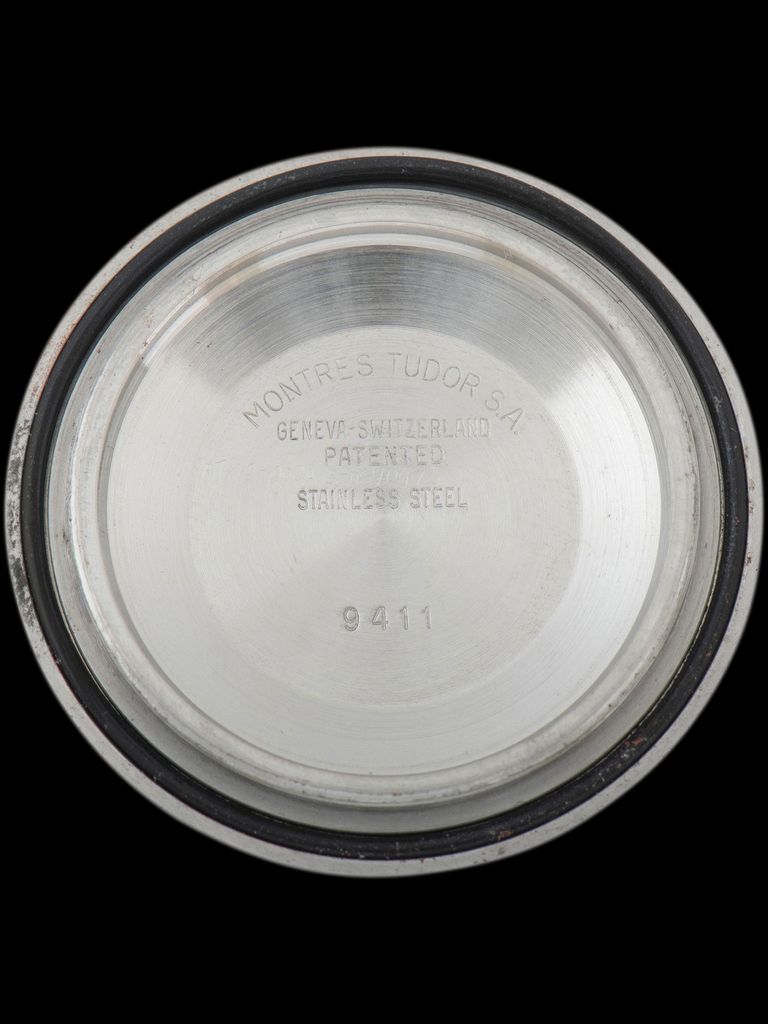 MONTRES TUDOR S.A.
GENEVA-SWITZERLAND
PATENTED
STAINLESS STEEL
9411